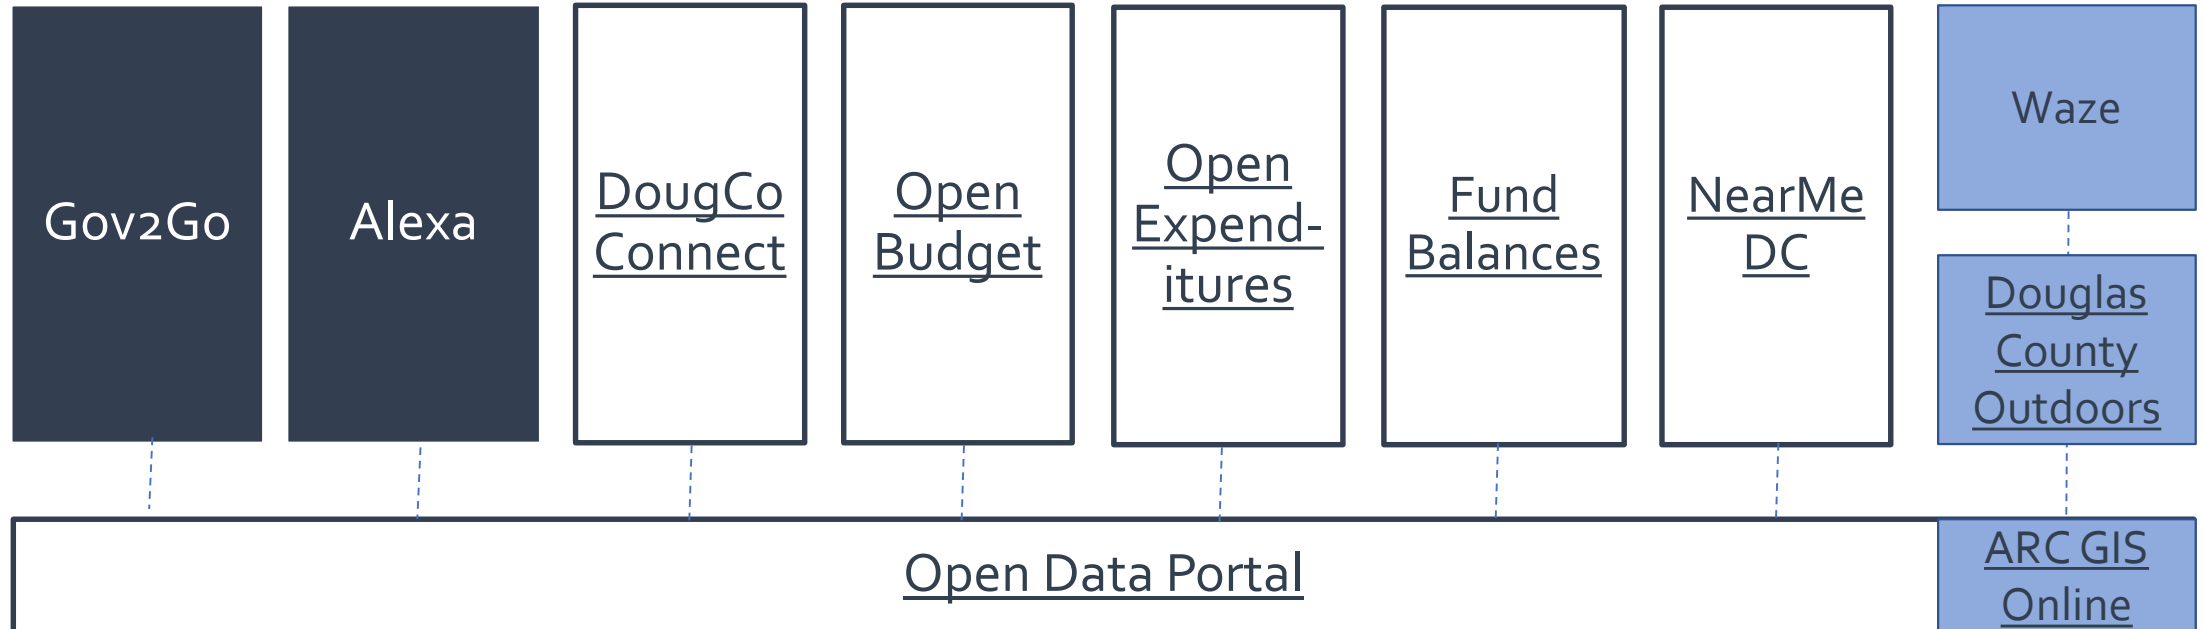 Gov2Go
Alexa
DougCo
Connect
Open
Budget
Open
Expend-
itures
Fund
Balances
NearMe
DC
Waze
Douglas
County
Outdoors
Open Data Portal
ARC GIS
Online